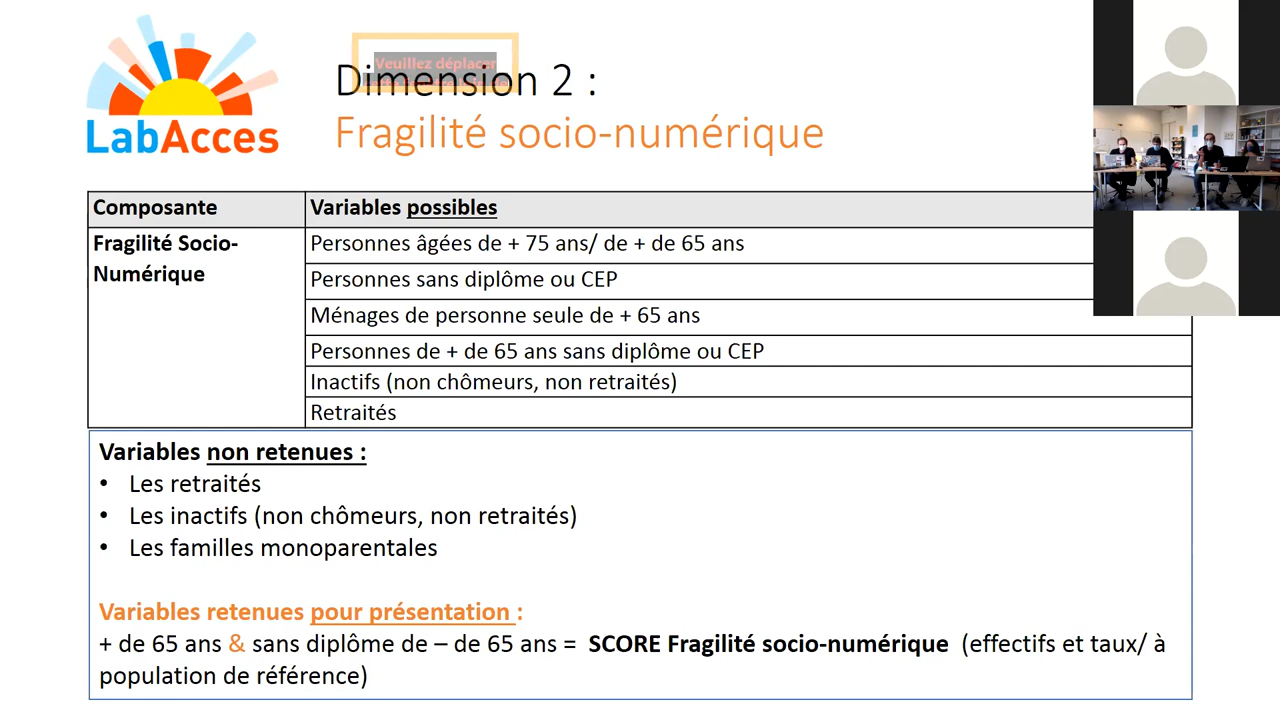 LabAcces
Veuillez déplacer
Dimension 2 :
Fragilité socio-numérique
Composante
Variables possibles
Fragilité Socio-
Numérique
Personnes âgées de + 75 ans/ de + de 65 ans
Personnes sans diplôme ou CEP
Ménages de personne seule de + 65 ans
Personnes de + de 65 ans sans diplôme ou CEP
Inactifs (non chômeurs, non retraités)
Retraités
Variables non retenues :
• Les retraités
• Les inactifs (non chômeurs, non retraités)
• Les familles monoparentales
Variables retenues pour présentation :
+ de 65 ans & sans diplôme de – de 65 ans = SCORE Fragilité socio-numérique (effectifs et taux/ à
population de référence)